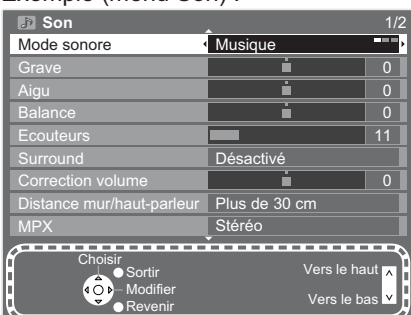 Exemple (menu Son) :
Son 1/2
Mode sonore Musique
Grave 0
Aigu 0
Balance 0
Ecouteurs 11
Surround Désactivé
Correction volume 0
Distance mur/haut-parleur Plus de 30 cm
MPX Stéréo
Choisir
Sortir Vers le haut
Modifier
Revenir Vers le bas